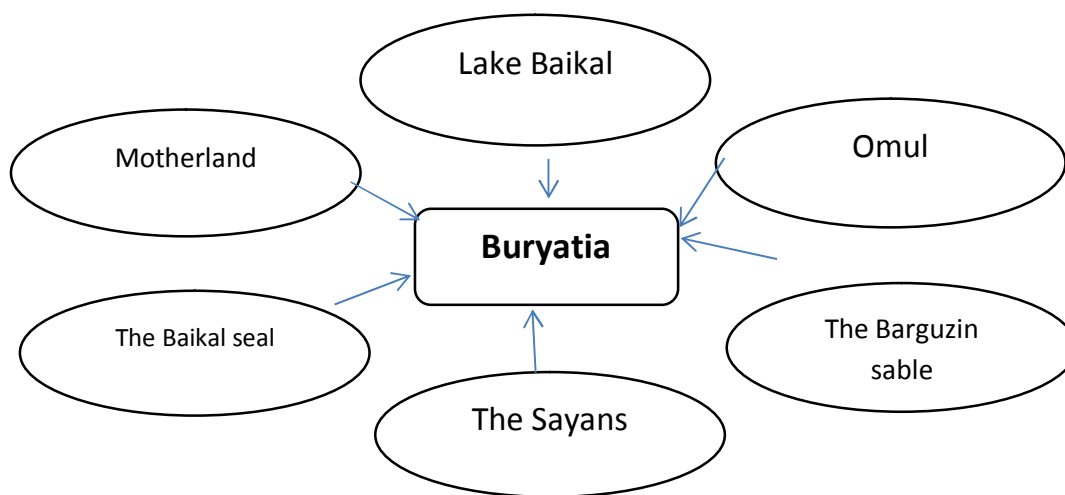 Lake Baikal
Motherland
Omul
Buryatia
The Baikal seal
The Barguzin
sable
The Sayans